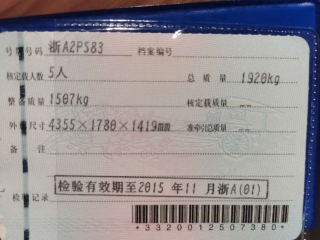 号牌号码 浙A2PS83 档案编号
核定载人数 5人 总质量 1920kg
整备质量 1507kg 核定载质量 --
外廓尺寸 4355×1780×1419mm 准牵引总质量 --
备注
检验记录 检验有效期至2015年11月浙A(01)
*3320012507380*